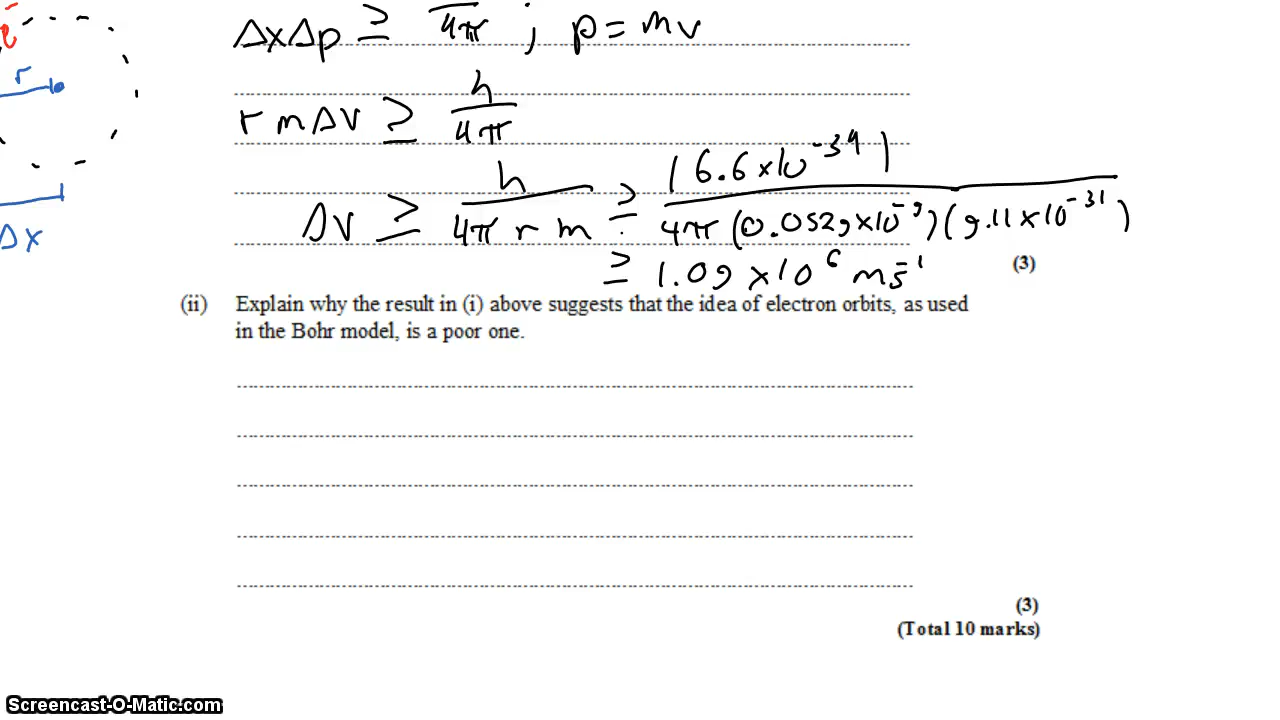 e⁻
ΔxΔp ≥ /4π ; p = mv
r
r m Δv ≥ h/4π
Δv ≥ h/4π r m ≥ (6.6×10⁻³⁴)/4π (0.0529×10⁻⁹)(9.11×10⁻³¹)
Δx
≥ 1.09 ×10⁶ ms⁻¹
(3)
(ii) Explain why the result in (i) above suggests that the idea of electron orbits, as used
in the Bohr model, is a poor one.
(3)
(Total 10 marks)
Screencast-O-Matic.com